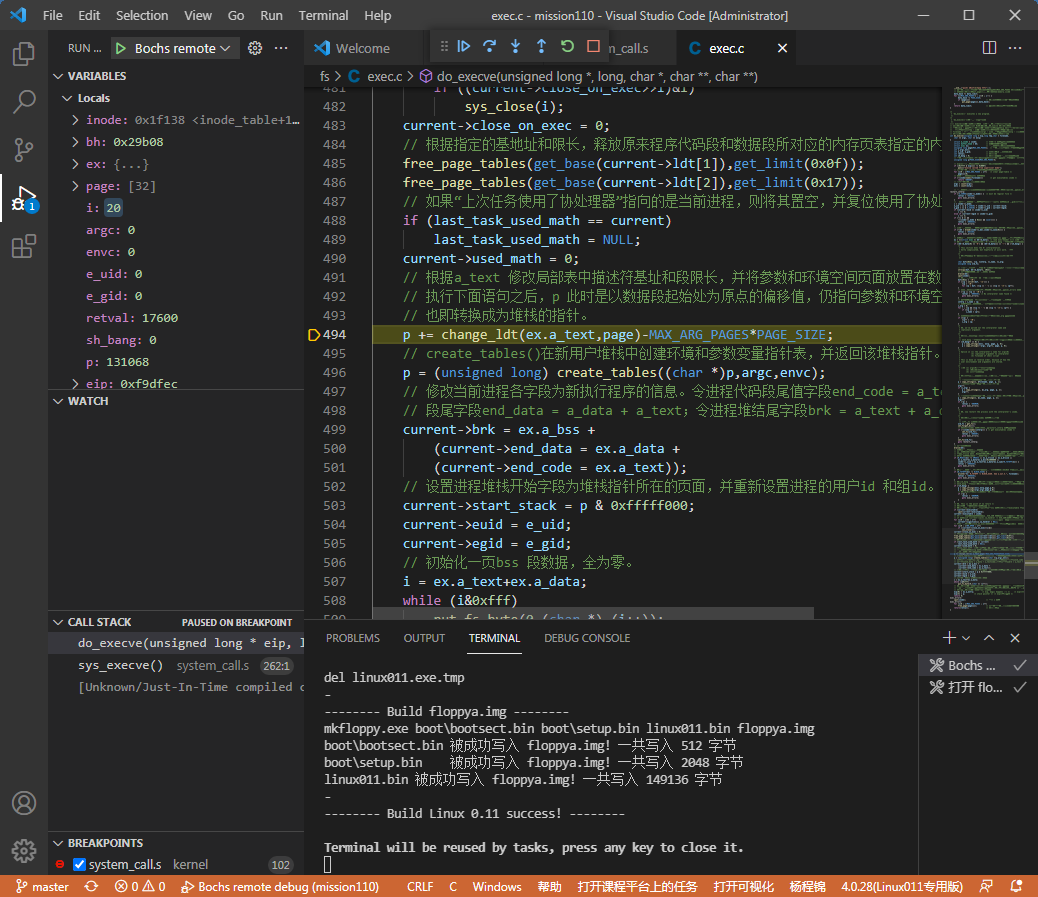 File Edit Selection View Go Run Terminal Help exec.c - mission110 - Visual Studio Code [Administrator]
RUN ... Bochs remote
Welcome m_call.s exec.c
fs > C exec.c > do_execve(unsigned long *, long, char *, char **, char **)
VARIABLES
Locals
inode: 0x1f138 <inode_table+1...
bh: 0x29b08
ex: {...}
page: [32]
i: 20
argc: 0
envc: 0
e_uid: 0
e_gid: 0
retval: 17600
sh_bang: 0
p: 131068
eip: 0xf9dfec
WATCH
CALL STACK PAUSED ON BREAKPOINT
do_execve(unsigned long * eip, l
sys_execve() system_call.s 262:1
[Unknown/Just-In-Time compiled c
BREAKPOINTS
system_call.s kernel 102
481 if ((current->close_on_exec>>i)&1)
482 sys_close(i);
483 current->close_on_exec = 0;
484 // 根据指定的基地址和限长，释放原来程序代码段和数据段所对应的内存页表指定的内
485 free_page_tables(get_base(current->ldt[1]),get_limit(0x0f));
486 free_page_tables(get_base(current->ldt[2]),get_limit(0x17));
487 // 如果“上次任务使用了协处理器”指向的是当前进程，则将其置空，并复位使用了协处
488 if (last_task_used_math == current)
489 last_task_used_math = NULL;
490 current->used_math = 0;
491 // 根据a_text 修改局部表中描述符基址和段限长，并将参数和环境空间页面放置在数
492 // 执行下面语句之后，p 此时是以数据段起始处为原点的偏移值，仍指向参数和环境空
493 // 也即转换成为堆栈的指针。
494 p += change_ldt(ex.a_text,page)-MAX_ARG_PAGES*PAGE_SIZE;
495 // create_tables()在新用户堆栈中创建环境和参数变量指针表，并返回该堆栈指针。
496 p = (unsigned long) create_tables((char *)p,argc,envc);
497 // 修改当前进程各字段为新执行程序的信息。令进程代码段尾值字段end_code = a_te
498 // 段尾字段end_data = a_data + a_text；令进程堆结尾字段brk = a_text + a_d
499 current->brk = ex.a_bss +
500 (current->end_data = ex.a_data +
501 (current->end_code = ex.a_text));
502 // 设置进程堆栈开始字段为堆栈指针所在的页面，并重新设置进程的用户id 和组id。
503 current->start_stack = p & 0xfffff000;
504 current->euid = e_uid;
505 current->egid = e_gid;
506 // 初始化一页bss 段数据，全为零。
507 i = ex.a_text+ex.a_data;
508 while (i&0xfff)
509 put_fs_byte(0,(char *) (i++));
PROBLEMS OUTPUT TERMINAL DEBUG CONSOLE
del linux011.exe.tmp
-
-------- Build floppya.img --------
mkfloppy.exe boot\bootsect.bin boot\setup.bin linux011.bin floppya.img
boot\bootsect.bin 被成功写入 floppya.img! 一共写入 512 字节
boot\setup.bin 被成功写入 floppya.img! 一共写入 2048 字节
linux011.bin 被成功写入 floppya.img! 一共写入 149136 字节
-
-------- Build Linux 0.11 success! --------
Terminal will be reused by tasks, press any key to close it.
Bochs ...
打开 flo...
master 0 0 Bochs remote debug (mission110) CRLF C Windows 帮助 打开课程平台上的任务 打开可视化 杨程锦 4.0.28(Linux011专用版)